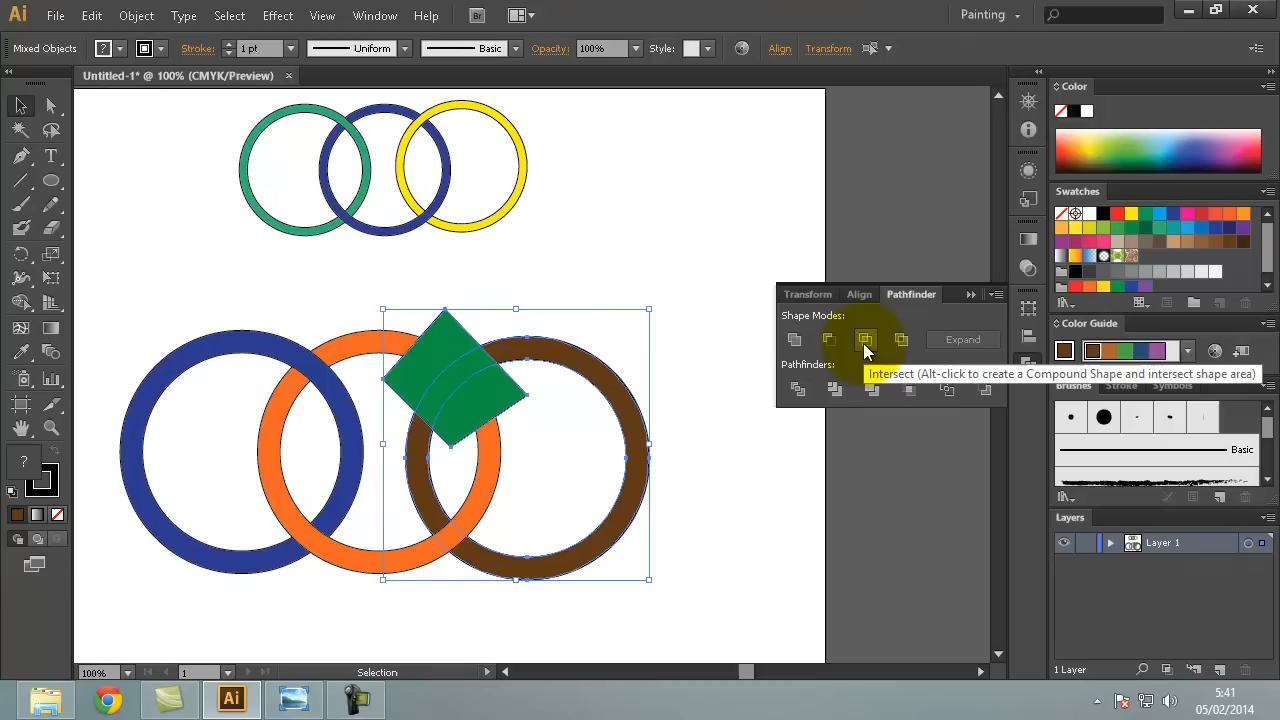 Ai File Edit Object Type Select Effect View Window Help Br Painting
Mixed Objects ? Stroke: 1 pt Uniform Basic Opacity: 100% Style: Align Transform
Untitled-1* @ 100% (CMYK/Preview) ×
Color
Swatches
Transform Align Pathfinder
Shape Modes:
Expand
Color Guide
Pathfinders:
Intersect (Alt-click to create a Compound Shape and intersect shape area)
Brushes Stroke Symbols
Basic
?
Layers
Layer 1
100% 1 Selection
1 Layer
Ai
5:41
05/02/2014